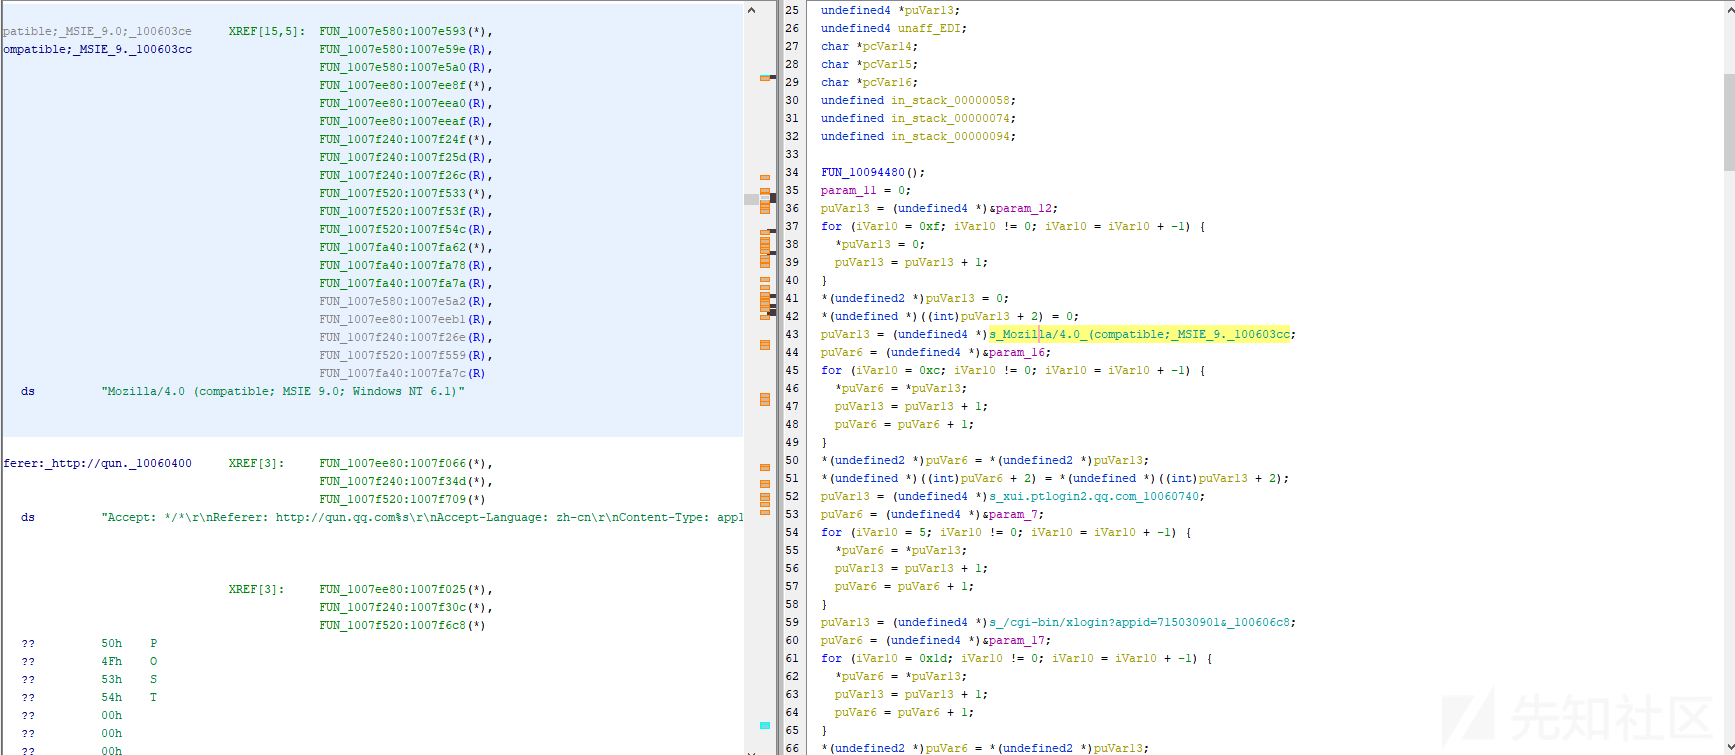 patible;_MSIE_9.0;_100603ce XREF[15,5]: FUN_1007e580:1007e593(*),
ompatible;_MSIE_9._100603cc FUN_1007e580:1007e59e(R),
FUN_1007e580:1007e5a0(R),
FUN_1007ee80:1007ee8f(*),
FUN_1007ee80:1007eea0(R),
FUN_1007ee80:1007eeaf(R),
FUN_1007f240:1007f24f(*),
FUN_1007f240:1007f25d(R),
FUN_1007f240:1007f26c(R),
FUN_1007f520:1007f533(*),
FUN_1007f520:1007f53f(R),
FUN_1007f520:1007f54c(R),
FUN_1007fa40:1007fa62(*),
FUN_1007fa40:1007fa78(R),
FUN_1007fa40:1007fa7a(R),
FUN_1007e580:1007e5a2(R),
FUN_1007ee80:1007eeb1(R),
FUN_1007f240:1007f26e(R),
FUN_1007f520:1007f559(R),
FUN_1007fa40:1007fa7c(R)
ds "Mozilla/4.0 (compatible; MSIE 9.0; Windows NT 6.1)"
ferer:_http://qun._10060400 XREF[3]: FUN_1007ee80:1007f066(*),
FUN_1007f240:1007f34d(*),
FUN_1007f520:1007f709(*)
ds "Accept: */*\r\nReferer: http://qun.qq.com%s\r\nAccept-Language: zh-cn\r\nContent-Type: appl
XREF[3]: FUN_1007ee80:1007f025(*),
FUN_1007f240:1007f30c(*),
FUN_1007f520:1007f6c8(*)
?? 50h P
?? 4Fh O
?? 53h S
?? 54h T
?? 00h
?? 00h
?? 00h
25 undefined4 *puVar13;
26 undefined4 unaff_EDI;
27 char *pcVar14;
28 char *pcVar15;
29 char *pcVar16;
30 undefined in_stack_00000058;
31 undefined in_stack_00000074;
32 undefined in_stack_00000094;
33
34 FUN_10094480();
35 param_11 = 0;
36 puVar13 = (undefined4 *)&param_12;
37 for (iVar10 = 0xf; iVar10 != 0; iVar10 = iVar10 + -1) {
38 *puVar13 = 0;
39 puVar13 = puVar13 + 1;
40 }
41 *(undefined2 *)puVar13 = 0;
42 *(undefined *)((int)puVar13 + 2) = 0;
43 puVar13 = (undefined4 *)s_Mozilla/4.0_(compatible;_MSIE_9._100603cc;
44 puVar6 = (undefined4 *)&param_16;
45 for (iVar10 = 0xc; iVar10 != 0; iVar10 = iVar10 + -1) {
46 *puVar6 = *puVar13;
47 puVar13 = puVar13 + 1;
48 puVar6 = puVar6 + 1;
49 }
50 *(undefined2 *)puVar6 = *(undefined2 *)puVar13;
51 *(undefined *)((int)puVar6 + 2) = *(undefined *)((int)puVar13 + 2);
52 puVar13 = (undefined4 *)s_xui.ptlogin2.qq.com_10060740;
53 puVar6 = (undefined4 *)&param_7;
54 for (iVar10 = 5; iVar10 != 0; iVar10 = iVar10 + -1) {
55 *puVar6 = *puVar13;
56 puVar13 = puVar13 + 1;
57 puVar6 = puVar6 + 1;
58 }
59 puVar13 = (undefined4 *)s_/cgi-bin/xlogin?appid=715030901&_100606c8;
60 puVar6 = (undefined4 *)&param_17;
61 for (iVar10 = 0x1d; iVar10 != 0; iVar10 = iVar10 + -1) {
62 *puVar6 = *puVar13;
63 puVar13 = puVar13 + 1;
64 puVar6 = puVar6 + 1;
65 }
66 *(undefined2 *)puVar6 = *(undefined2 *)puVar13;
先知社区